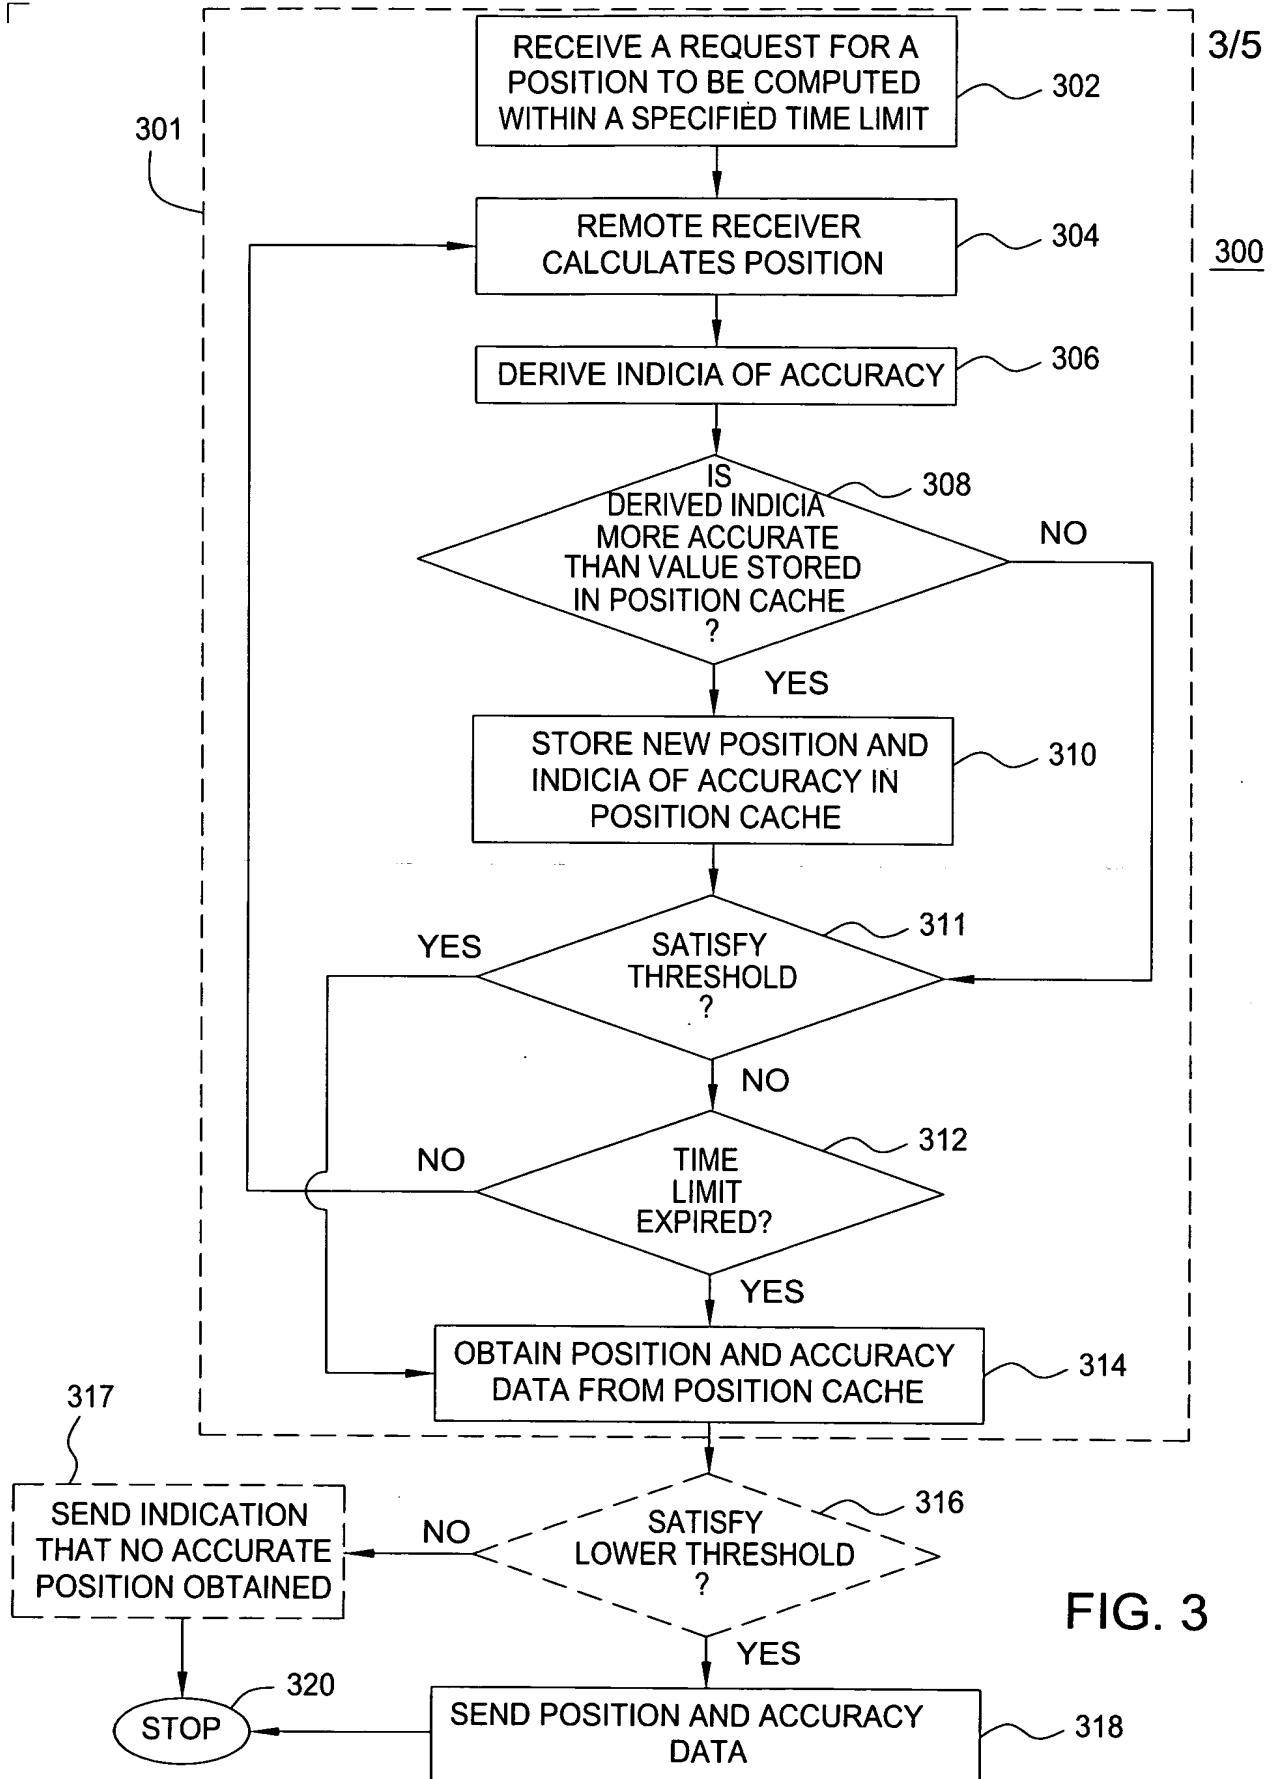 3/5
RECEIVE A REQUEST FOR A
POSITION TO BE COMPUTED
WITHIN A SPECIFIED TIME LIMIT
302
301
REMOTE RECEIVER
CALCULATES POSITION
304
300
DERIVE INDICIA OF ACCURACY
306
IS
DERIVED INDICIA
MORE ACCURATE
THAN VALUE STORED
IN POSITION CACHE
?
308
NO
YES
STORE NEW POSITION AND
INDICIA OF ACCURACY IN
POSITION CACHE
310
SATISFY
THRESHOLD
?
311
YES
NO
TIME
LIMIT
EXPIRED?
312
NO
YES
OBTAIN POSITION AND ACCURACY
DATA FROM POSITION CACHE
314
317
SEND INDICATION
THAT NO ACCURATE
POSITION OBTAINED
NO
SATISFY
LOWER THRESHOLD
?
316
YES
FIG. 3
320
STOP
SEND POSITION AND ACCURACY
DATA
318